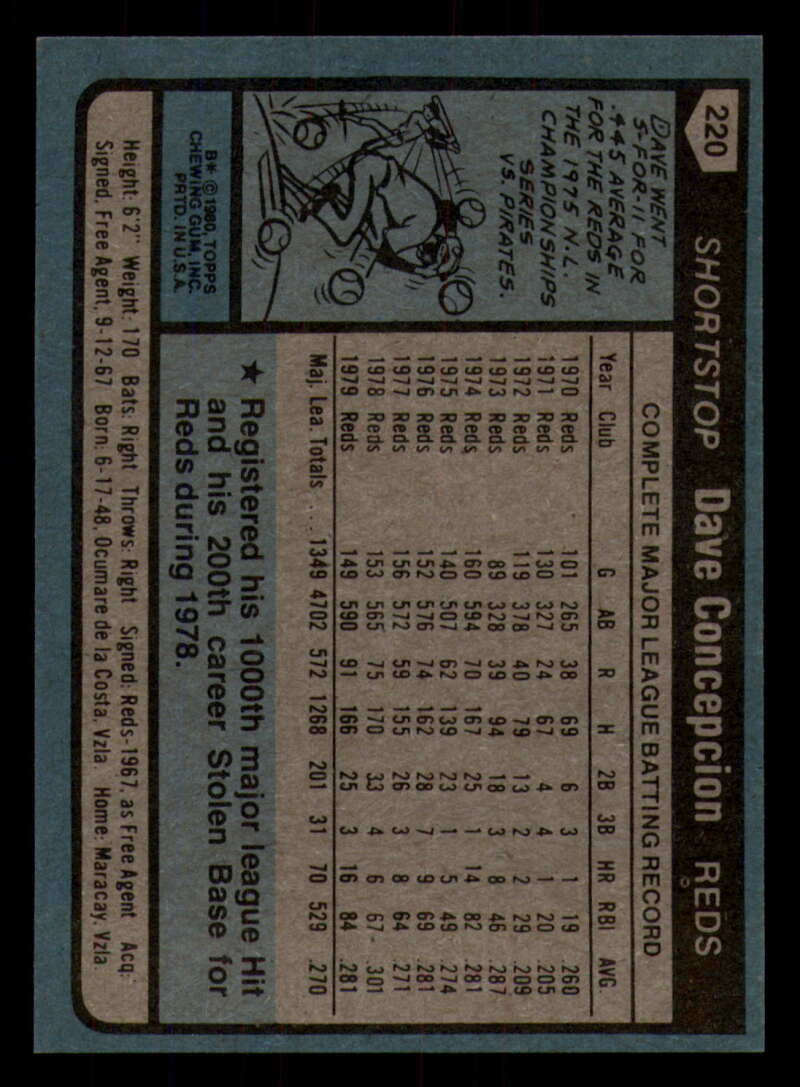 220
SHORTSTOP Dave Concepcion REDS
DAVE WENT
5-FOR-11 FOR
.445 AVERAGE
FOR THE REDS IN
THE 1975 N.L.
CHAMPIONSHIPS
SERIES
VS. PIRATES.
B* © 1980, TOPPS
CHEWING GUM, INC.
PRTD. IN U.S.A.
COMPLETE MAJOR LEAGUE BATTING RECORD
Year Club G AB R H 2B 3B HR RBI AVG.
1970 Reds 101 265 38 69 6 3 1 19 .260
1971 Reds 130 327 24 67 4 4 1 20 .205
1972 Reds 119 378 40 79 13 2 2 29 .209
1973 Reds 89 328 39 94 18 3 8 46 .287
1974 Reds 160 594 70 167 25 1 14 82 .281
1975 Reds 140 507 62 139 23 1 5 49 .274
1976 Reds 152 576 74 162 28 7 9 69 .281
1977 Reds 156 572 59 155 26 3 8 64 .271
1978 Reds 153 565 75 170 33 4 6 67 .301
1979 Reds 149 590 91 166 25 3 16 84 .281
Maj. Lea. Totals ... 1349 4702 572 1268 201 31 70 529 .270
★ Registered his 1000th major league Hit
and his 200th career Stolen Base for
Reds during 1978.
Height: 6'2" Weight: 170 Bats: Right Throws: Right Signed: Reds-1967, as Free Agent Acq:
Signed, Free Agent, 9-12-67 Born: 6-17-48, Ocumare de la Costa, Vzla. Home: Maracay, Vzla.